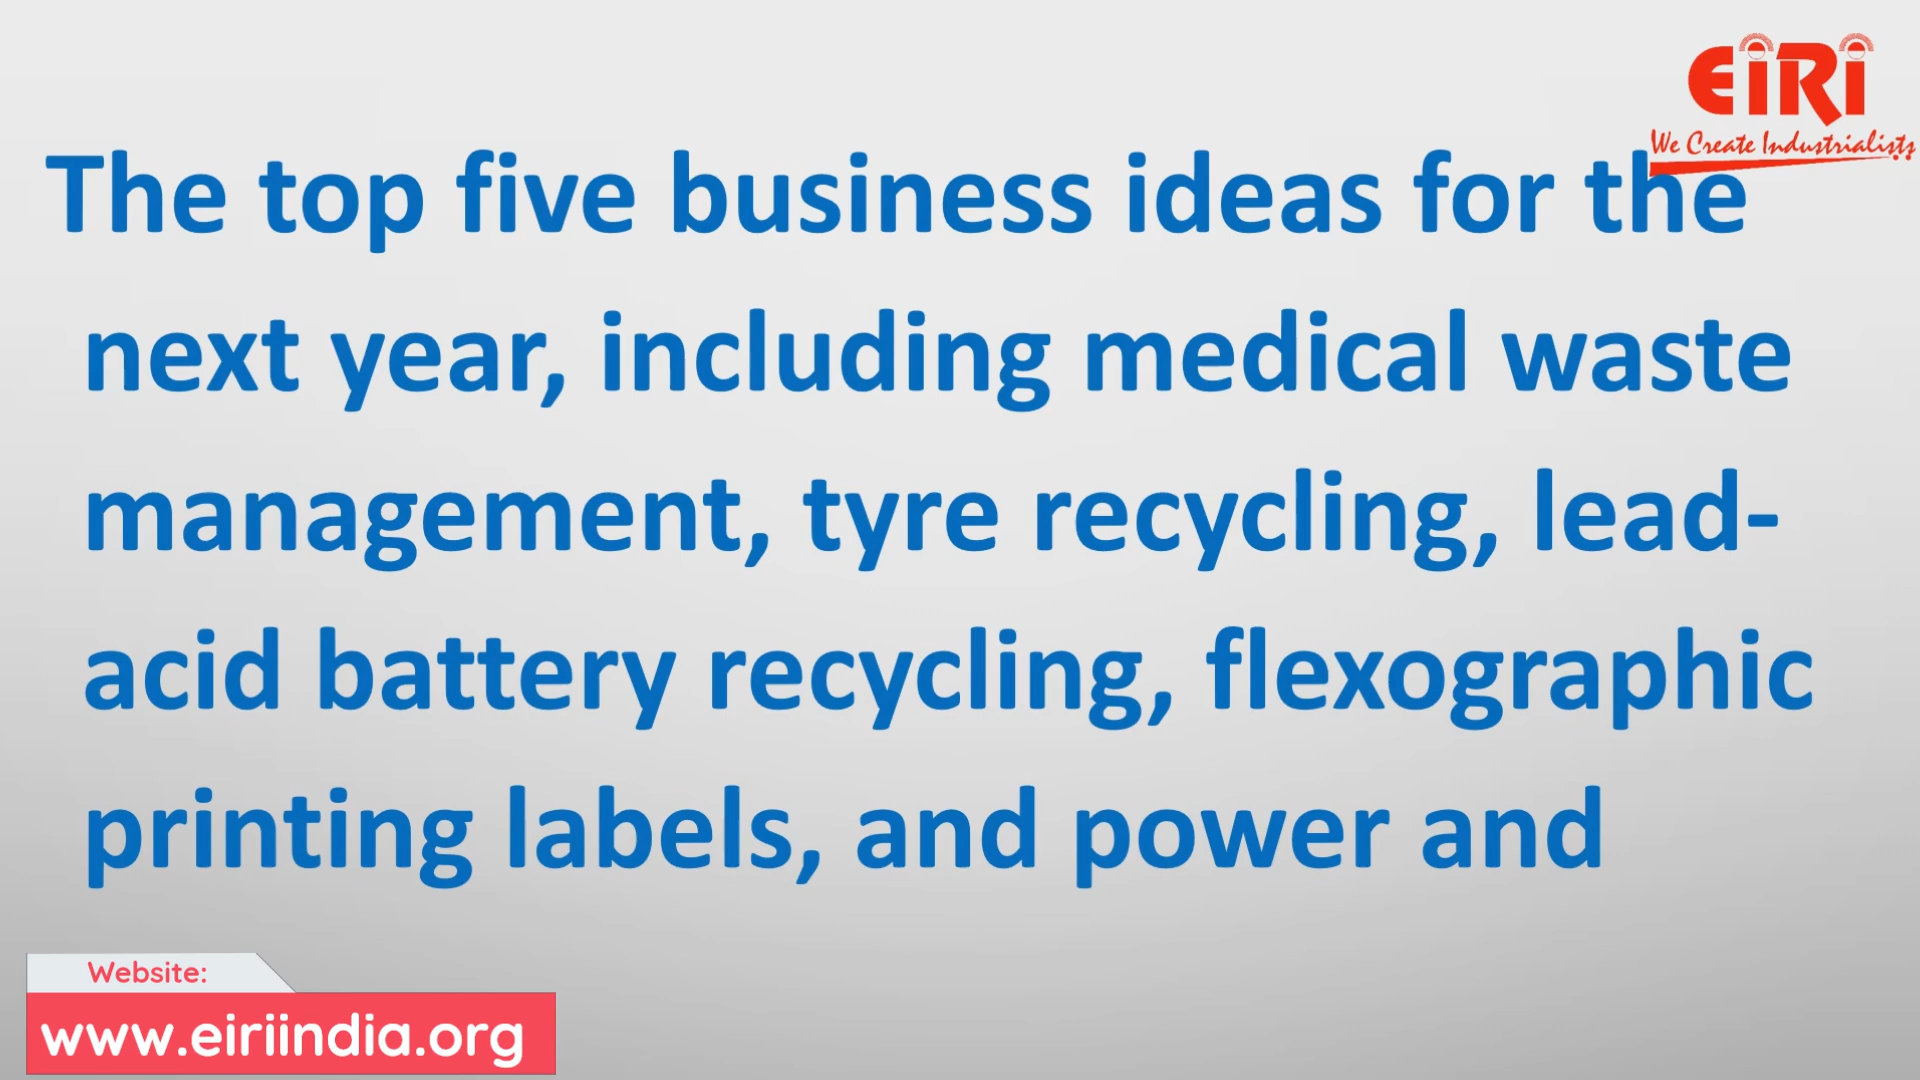 EiRi
We Create Industrialists
The top five business ideas for the
next year, including medical waste
management, tyre recycling, lead-
acid battery recycling, flexographic
printing labels, and power and
Website:
www.eiriindia.org